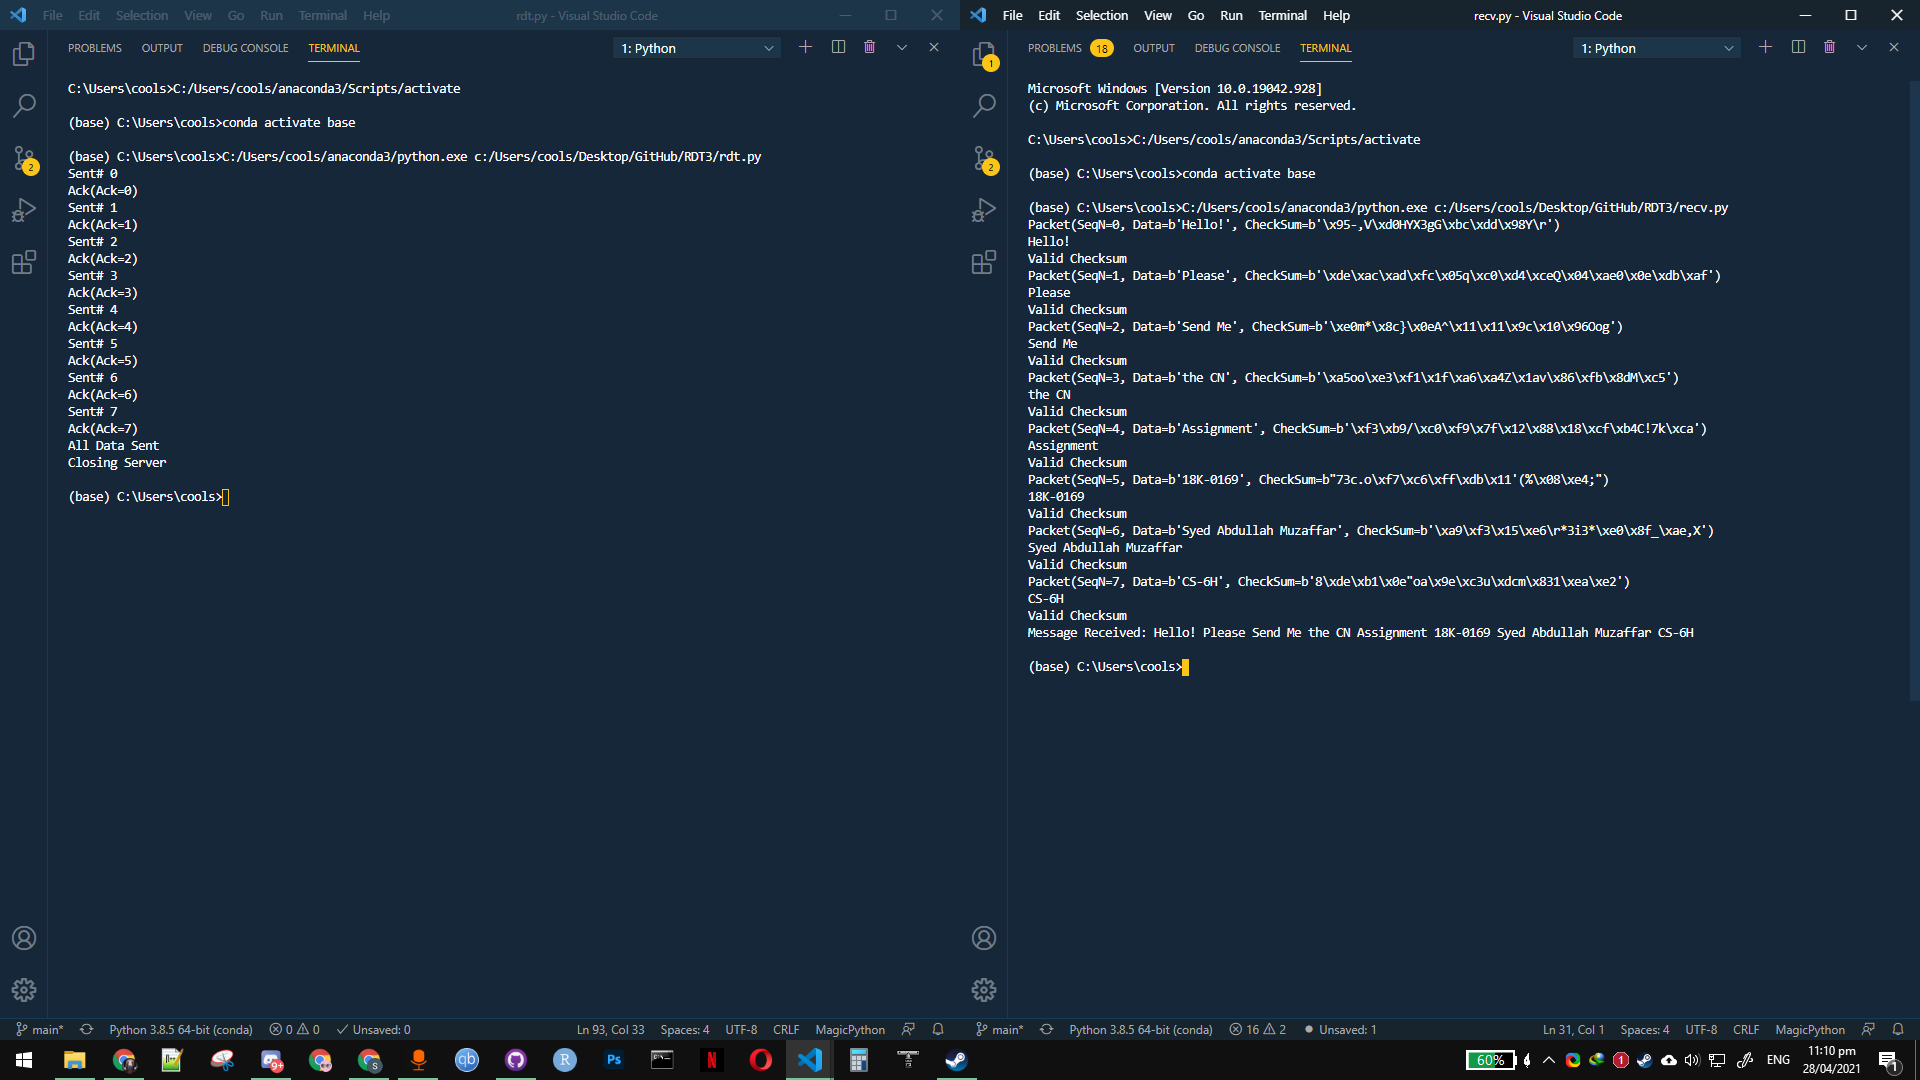 File Edit Selection View Go Run Terminal Help rdt.py - Visual Studio Code
PROBLEMS OUTPUT DEBUG CONSOLE TERMINAL 1: Python
C:\Users\cools>C:/Users/cools/anaconda3/Scripts/activate
(base) C:\Users\cools>conda activate base
(base) C:\Users\cools>C:/Users/cools/anaconda3/python.exe c:/Users/cools/Desktop/GitHub/RDT3/rdt.py
Sent# 0
Ack(Ack=0)
Sent# 1
Ack(Ack=1)
Sent# 2
Ack(Ack=2)
Sent# 3
Ack(Ack=3)
Sent# 4
Ack(Ack=4)
Sent# 5
Ack(Ack=5)
Sent# 6
Ack(Ack=6)
Sent# 7
Ack(Ack=7)
All Data Sent
Closing Server
(base) C:\Users\cools>
2
main* Python 3.8.5 64-bit (conda) 0 0 Unsaved: 0 Ln 93, Col 33 Spaces: 4 UTF-8 CRLF MagicPython
File Edit Selection View Go Run Terminal Help recv.py - Visual Studio Code
PROBLEMS 18 OUTPUT DEBUG CONSOLE TERMINAL 1: Python
1
2
Microsoft Windows [Version 10.0.19042.928]
(c) Microsoft Corporation. All rights reserved.
C:\Users\cools>C:/Users/cools/anaconda3/Scripts/activate
(base) C:\Users\cools>conda activate base
(base) C:\Users\cools>C:/Users/cools/anaconda3/python.exe c:/Users/cools/Desktop/GitHub/RDT3/recv.py
Packet(SeqN=0, Data=b'Hello!', CheckSum=b'\x95-,V\xd0HYX3gG\xbc\xdd\x98Y\r')
Hello!
Valid Checksum
Packet(SeqN=1, Data=b'Please', CheckSum=b'\xde\xac\xad\xfc\x05q\xc0\xd4\xceQ\x04\xae0\x0e\xdb\xaf')
Please
Valid Checksum
Packet(SeqN=2, Data=b'Send Me', CheckSum=b'\xe0m*\x8c}\x0eA^\x11\x11\x9c\x10\x96Oog')
Send Me
Valid Checksum
Packet(SeqN=3, Data=b'the CN', CheckSum=b'\xa5oo\xe3\xf1\x1f\xa6\xa4Z\x1av\x86\xfb\x8dM\xc5')
the CN
Valid Checksum
Packet(SeqN=4, Data=b'Assignment', CheckSum=b'\xf3\xb9/\xc0\xf9\x7f\x12\x88\x18\xcf\xb4C!7k\xca')
Assignment
Valid Checksum
Packet(SeqN=5, Data=b'18K-0169', CheckSum=b"73c.o\xf7\xc6\xff\xdb\x11'(%\x08\xe4;")
18K-0169
Valid Checksum
Packet(SeqN=6, Data=b'Syed Abdullah Muzaffar', CheckSum=b'\xa9\xf3\x15\xe6\r*3i3*\xe0\x8f_\xae,X')
Syed Abdullah Muzaffar
Valid Checksum
Packet(SeqN=7, Data=b'CS-6H', CheckSum=b'8\xde\xb1\x0e"oa\x9e\xc3u\xdcm\x831\xea\xe2')
CS-6H
Valid Checksum
Message Received: Hello! Please Send Me the CN Assignment 18K-0169 Syed Abdullah Muzaffar CS-6H
(base) C:\Users\cools>
main* Python 3.8.5 64-bit (conda) 16 2 Unsaved: 1 Ln 31, Col 1 Spaces: 4 UTF-8 CRLF MagicPython
9+ S qb R Ps N 60% 1 ENG 11:10 pm
28/04/2021 1